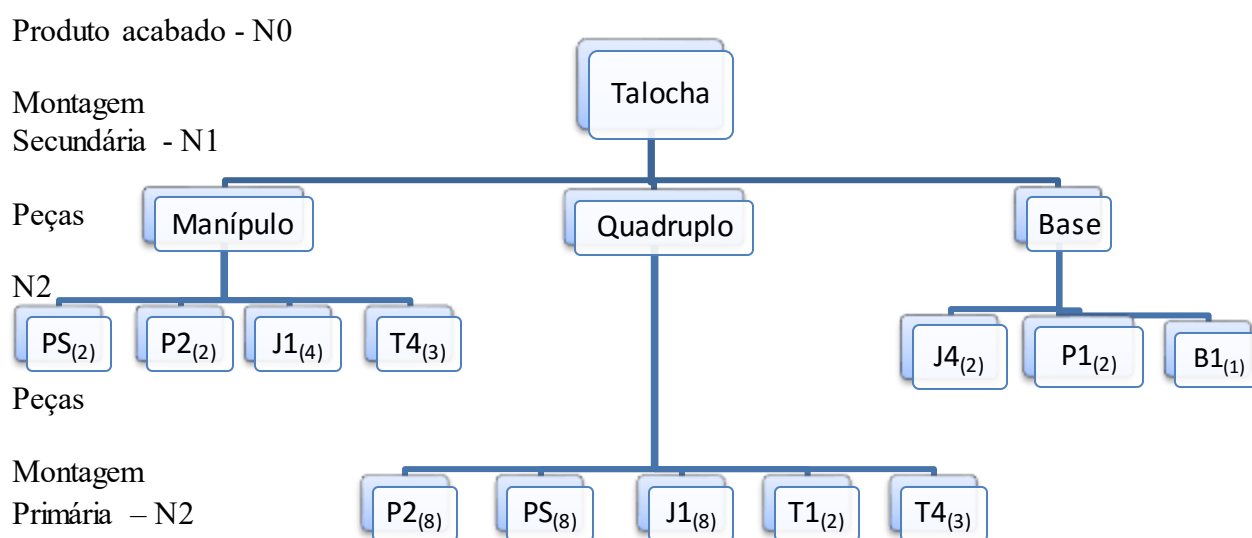 Produto acabado - N0
Talocha
Montagem
Secundária - N1
Peças
Manípulo
Quadruplo
Base
N2
PS(2)
P2(2)
J1(4)
T4(3)
J4(2)
P1(2)
B1(1)
Peças
Montagem
Primária – N2
P2(8)
PS(8)
J1(8)
T1(2)
T4(3)